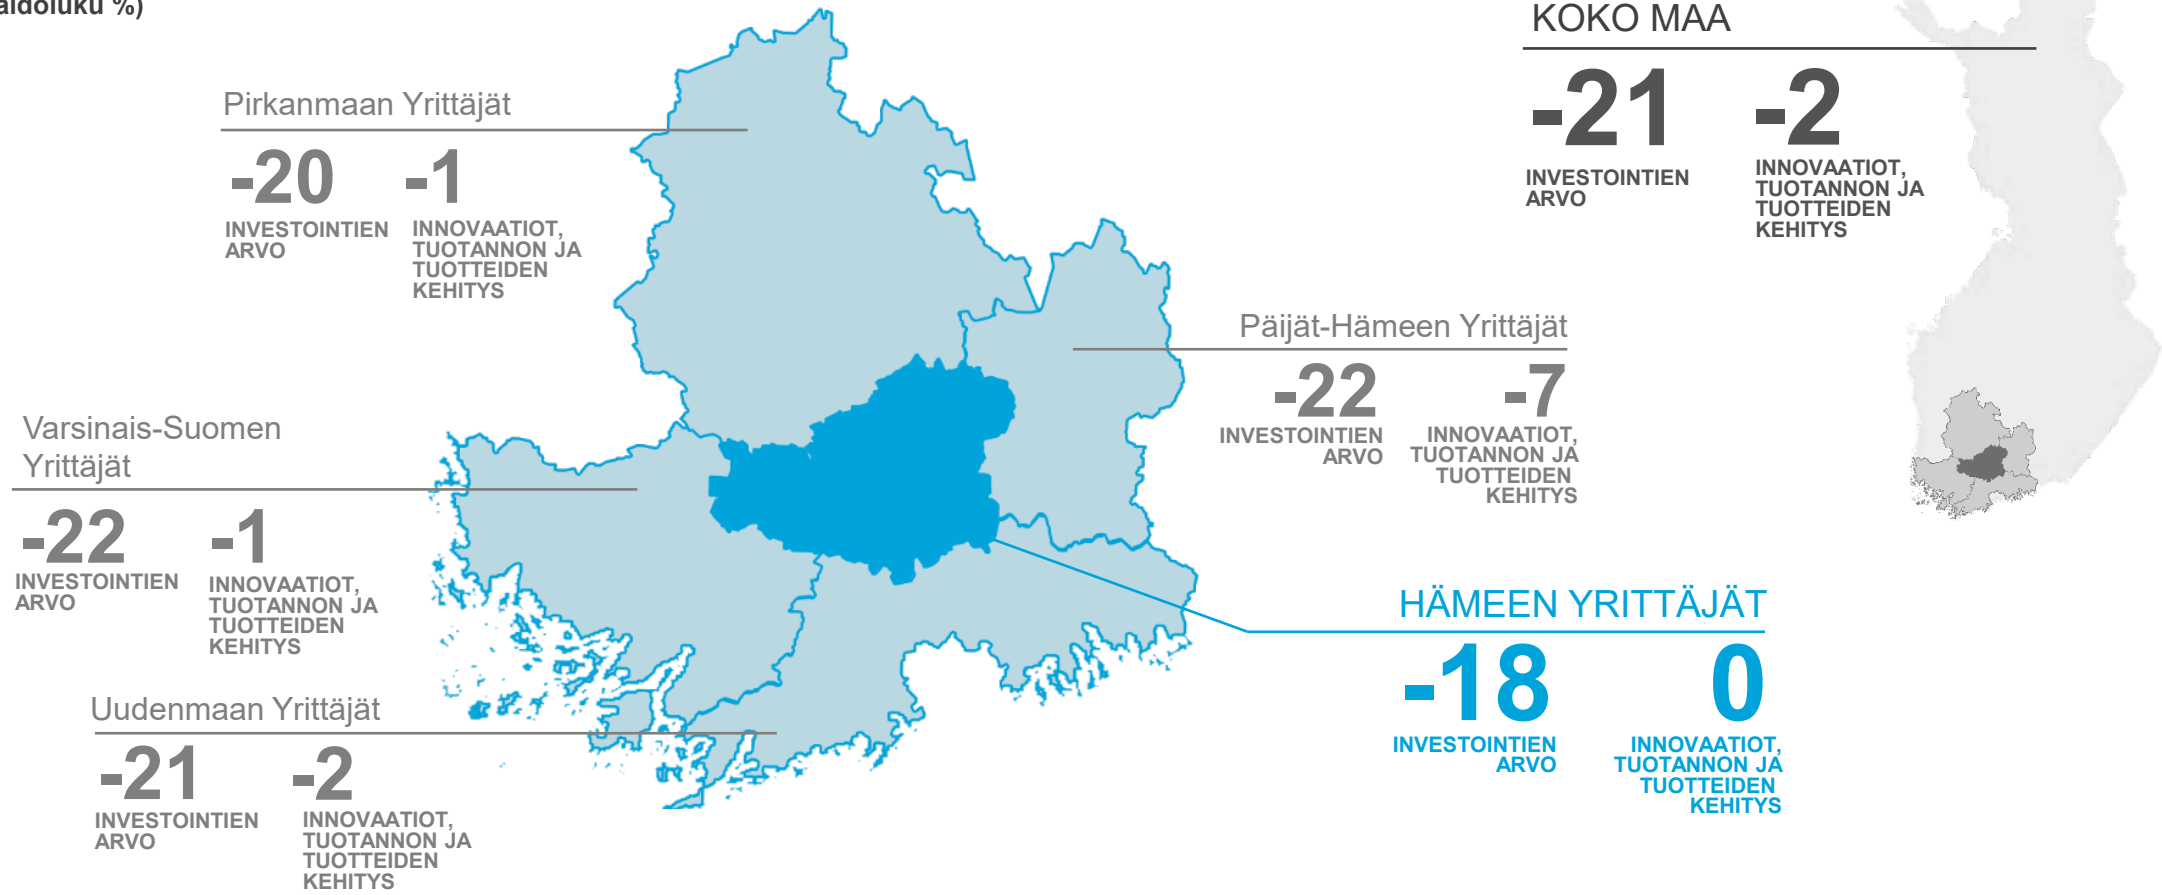 saldoluku %)
KOKO MAA
-21
-2
INVESTOINTIEN
ARVO
INNOVAATIOT,
TUOTANNON JA
TUOTTEIDEN
KEHITYS
Pirkanmaan Yrittäjät
-20
-1
INVESTOINTIEN
ARVO
INNOVAATIOT,
TUOTANNON JA
TUOTTEIDEN
KEHITYS
Päijät-Hämeen Yrittäjät
-22
-7
INVESTOINTIEN
ARVO
INNOVAATIOT,
TUOTANNON JA
TUOTTEIDEN
KEHITYS
Varsinais-Suomen
Yrittäjät
-22
-1
INVESTOINTIEN
ARVO
INNOVAATIOT,
TUOTANNON JA
TUOTTEIDEN
KEHITYS
HÄMEEN YRITTÄJÄT
-18
0
INVESTOINTIEN
ARVO
INNOVAATIOT,
TUOTANNON JA
TUOTTEIDEN
KEHITYS
Uudenmaan Yrittäjät
-21
-2
INVESTOINTIEN
ARVO
INNOVAATIOT,
TUOTANNON JA
TUOTTEIDEN
KEHITYS